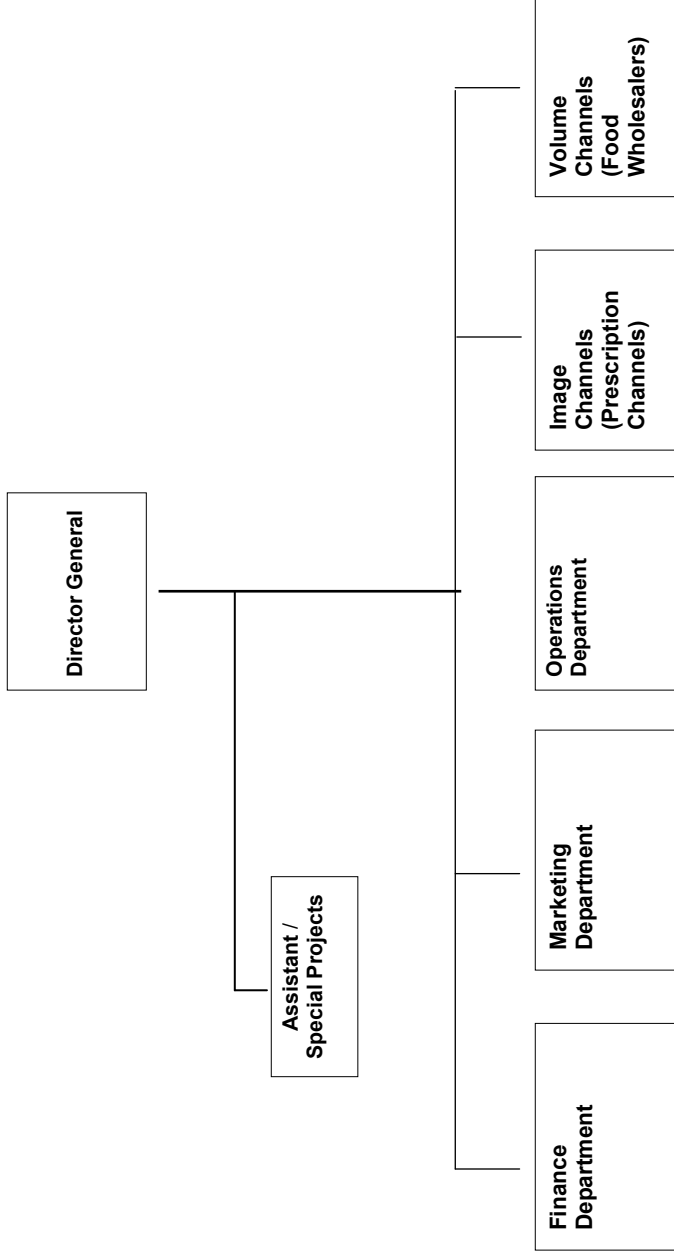 Director General
Assistant /
Special Projects
Finance
Department
Marketing
Department
Operations
Department
Image
Channels
(Prescription
Channels)
Volume
Channels
(Food
Wholesalers)